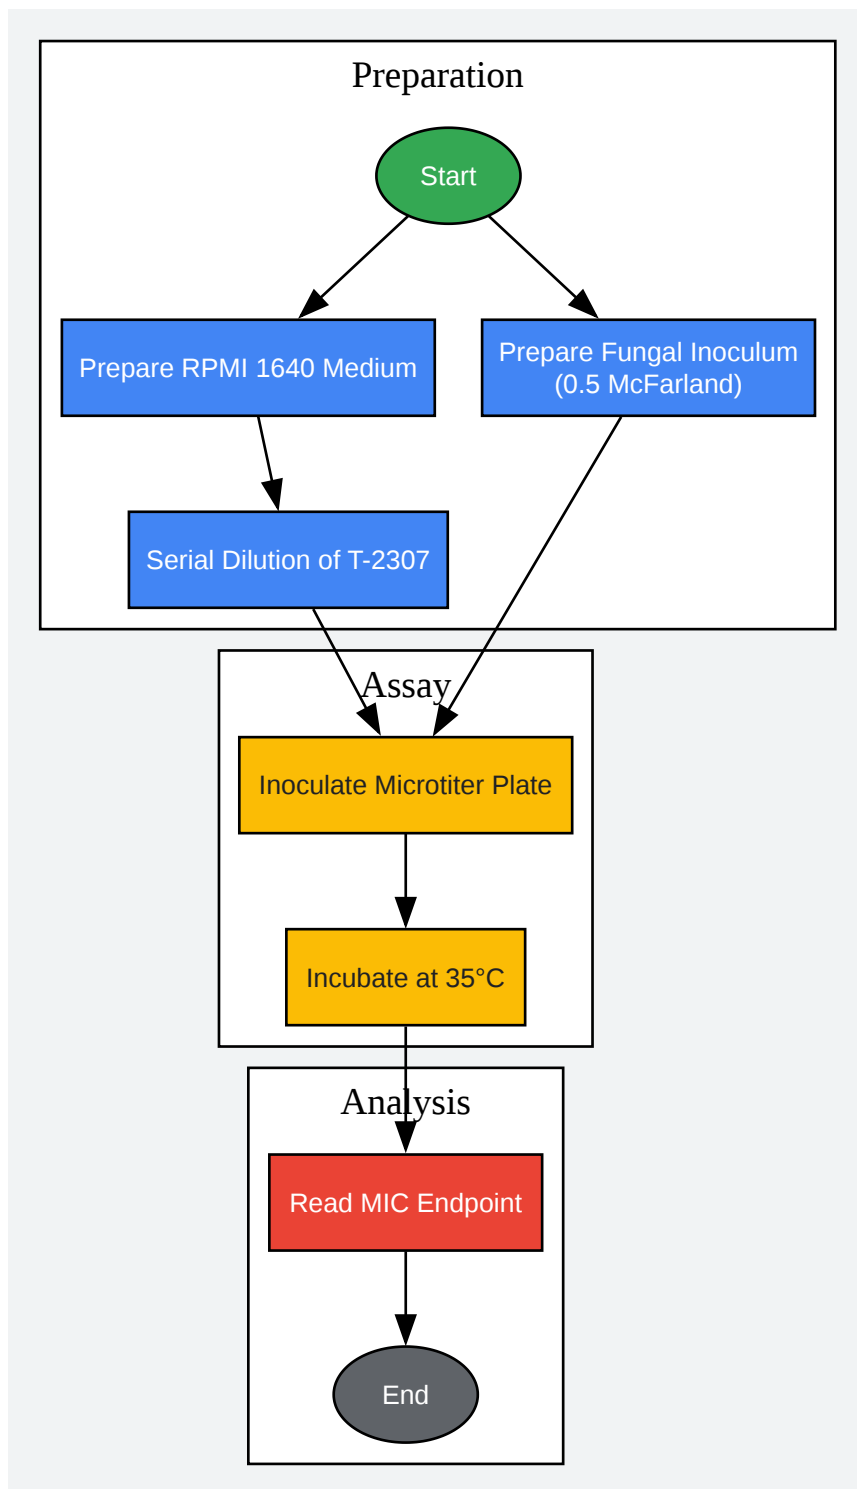 Preparation
Start
Prepare RPMI 1640 Medium
Prepare Fungal Inoculum
(0.5 McFarland)
Serial Dilution of T-2307
Assay
Inoculate Microtiter Plate
Incubate at 35°C
Analysis
Read MIC Endpoint
End